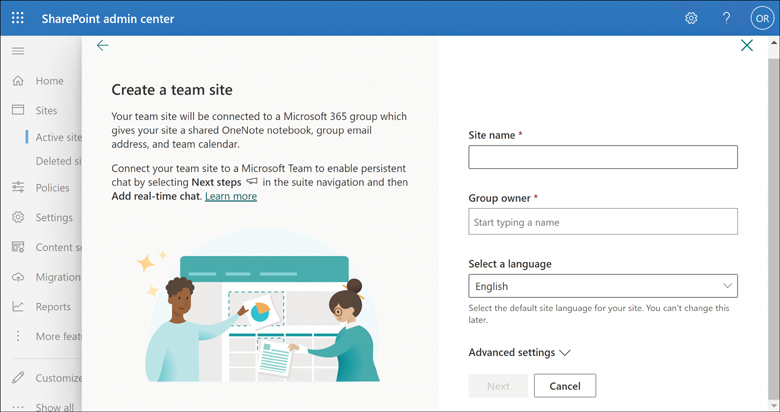 SharePoint admin center
?
OR
Home
Sites
Active site
Deleted si
Policies
Settings
Content se
Migration
Reports
More feat
Customize
Show all
Create a team site
Your team site will be connected to a Microsoft 365 group which
gives your site a shared OneNote notebook, group email
address, and team calendar.
Connect your team site to a Microsoft Team to enable persistent
chat by selecting Next steps in the suite navigation and then
Add real-time chat. Learn more
Site name *
Group owner *
Start typing a name
Select a language
English
Select the default site language for your site. You can't change this
later.
Advanced settings
Next
Cancel